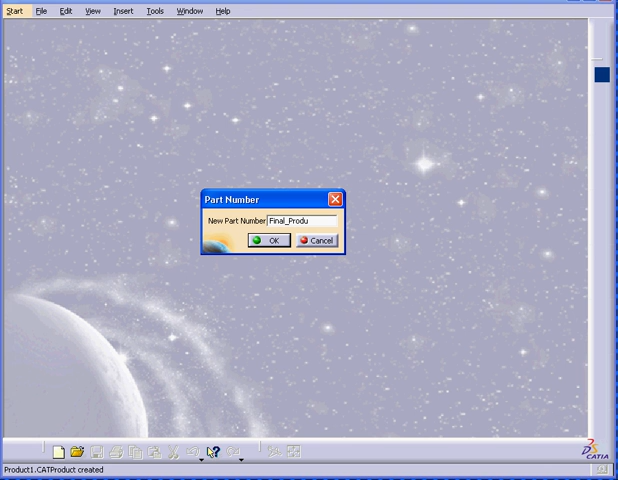 Start File Edit View Insert Tools Window Help
Part Number
New Part Number Final_Produ
OK Cancel
CATIA
Product1.CATProduct created